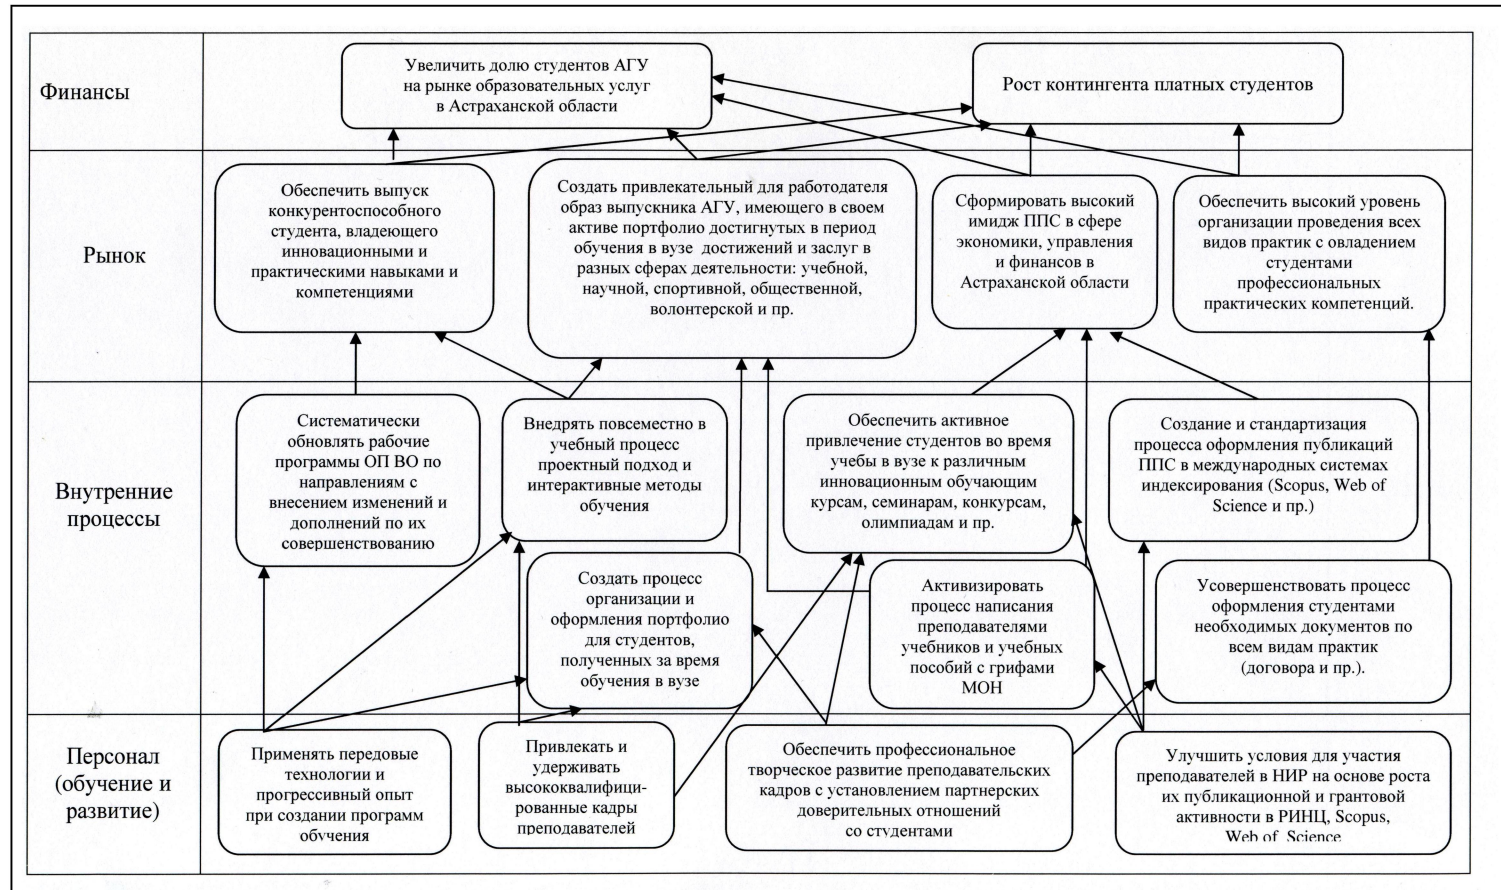 Финансы
Увеличить долю студентов АГУ
на рынке образовательных услуг
в Астраханской области
Рост контингента платных студентов
Рынок
Обеспечить выпуск
конкурентоспособного
студента, владеющего
инновационными и
практическими навыками и
компетенциями
Создать привлекательный для работодателя
образ выпускника АГУ, имеющего в своем
активе портфолио достигнутых в период
обучения в вузе достижений и заслуг в
разных сферах деятельности: учебной,
научной, спортивной, общественной,
волонтерской и пр.
Сформировать высокий
имидж ППС в сфере
экономики, управления
и финансов в
Астраханской области
Обеспечить высокий уровень
организации проведения всех
видов практик с овладением
студентами
профессиональных
практических компетенций.
Внутренние
процессы
Систематически
обновлять рабочие
программы ОП ВО по
направлениям с
внесением изменений и
дополнений по их
совершенствованию
Внедрять повсеместно в
учебный процесс
проектный подход и
интерактивные методы
обучения
Обеспечить активное
привлечение студентов во время
учебы в вузе к различным
инновационным обучающим
курсам, семинарам, конкурсам,
олимпиадам и пр.
Создание и стандартизация
процесса оформления публикаций
ППС в международных системах
индексирования (Scopus, Web of
Science и пр.)
Создать процесс
организации и
оформления портфолио
для студентов,
полученных за время
обучения в вузе
Активизировать
процесс написания
преподавателями
учебников и учебных
пособий с грифами
МОН
Усовершенствовать процесс
оформления студентами
необходимых документов по
всем видам практик
(договора и пр.).
Персонал
(обучение и
развитие)
Применять передовые
технологии и
прогрессивный опыт
при создании программ
обучения
Привлекать и
удерживать
высококвалифици-
рованные кадры
преподавателей
Обеспечить профессиональное
творческое развитие преподавательских
кадров с установлением партнерских
доверительных отношений
со студентами
Улучшить условия для участия
преподавателей в НИР на основе роста
их публикационной и грантовой
активности в РИНЦ, Scopus,
Web of Science